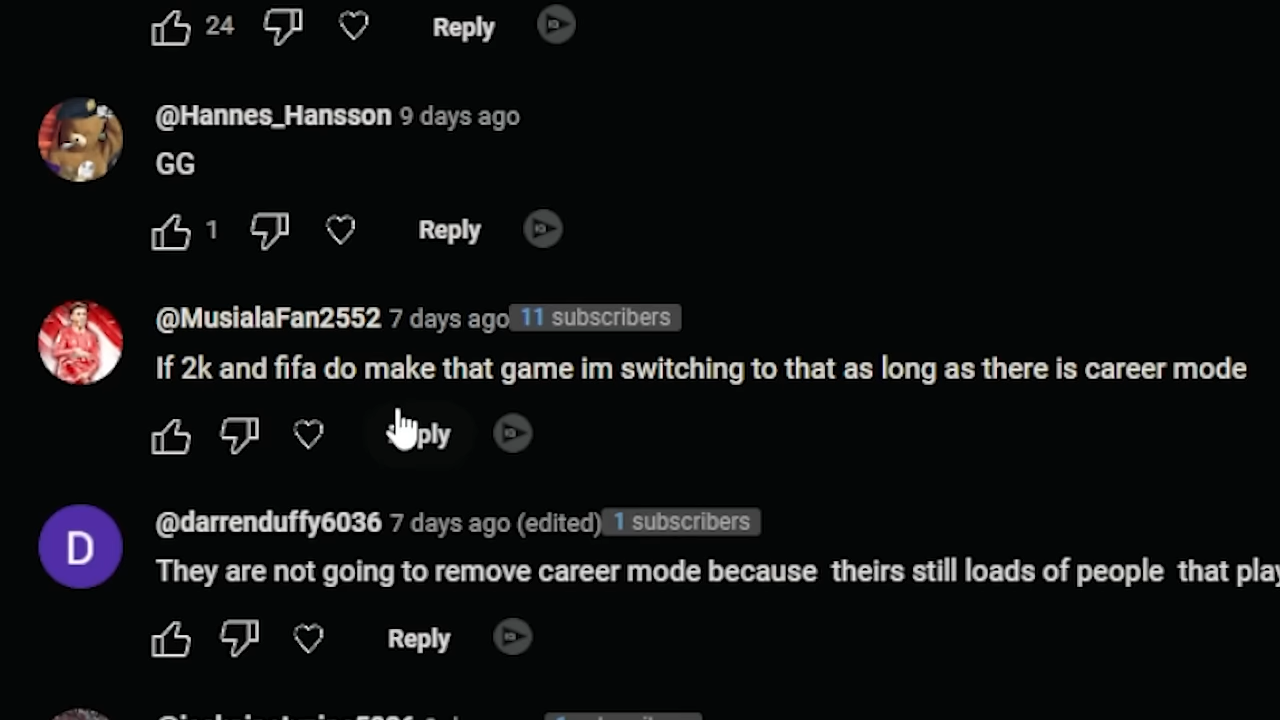 24 Reply
@Hannes_Hansson 9 days ago
GG
1 Reply
@MusialaFan2552 7 days ago 11 subscribers
If 2k and fifa do make that game im switching to that as long as there is career mode
D
@darrenduffy6036 7 days ago (edited) 1 subscribers
They are not going to remove career mode because theirs still loads of people that play
Reply